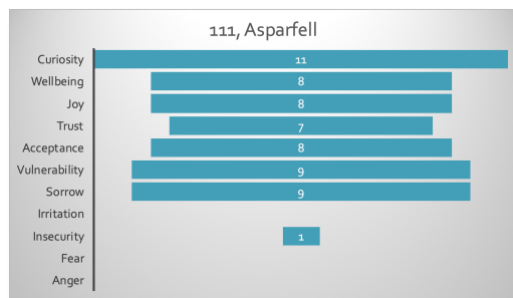 111, Asparfell
Curiosity 11
Wellbeing 8
Joy 8
Trust 7
Acceptance 8
Vulnerability 9
Sorrow 9
Irritation
Insecurity 1
Fear
Anger